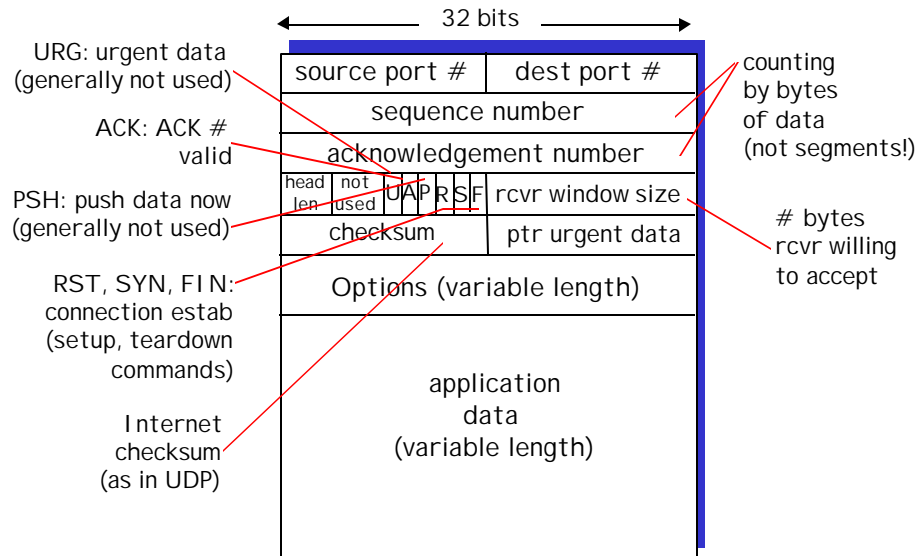 32 bits
URG: urgent data
(generally not used)
ACK: ACK #
valid
PSH: push data now
(generally not used)
RST, SYN, FIN:
connection estab
(setup, teardown
commands)
Internet
checksum
(as in UDP)
source port #
dest port #
sequence number
acknowledgement number
head
len
not
used
U
A
P
R
S
F
rcvr window size
checksum
ptr urgent data
Options (variable length)
application
data
(variable length)
counting
by bytes
of data
(not segments!)
# bytes
rcvr willing
to accept